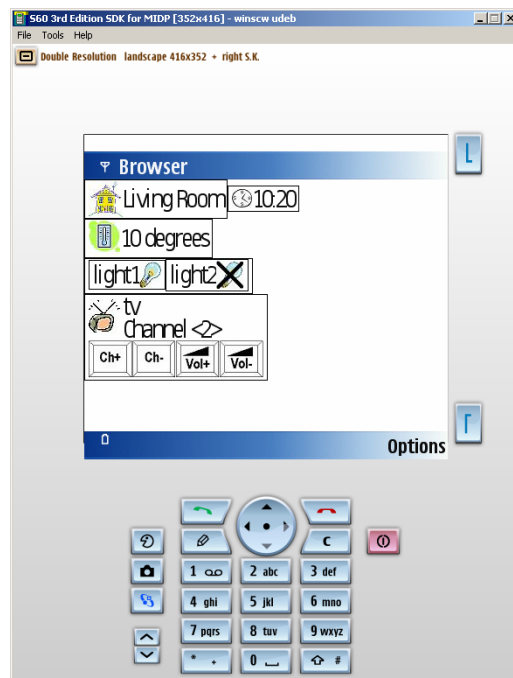 S60 3rd Edition SDK for MIDP [352x416] - winscw udeb
File Tools Help
Double Resolution landscape 416x352 + right S.K.
Browser
Living Room 10:20
10 degrees
light1 light2
tv
Channel <2>
Ch+ Ch- Vol+ Vol-
Options
C
1 2 abc 3 def
4 ghi 5 jkl 6 mno
7 pqrs 8 tuv 9 wxyz
* + 0 #